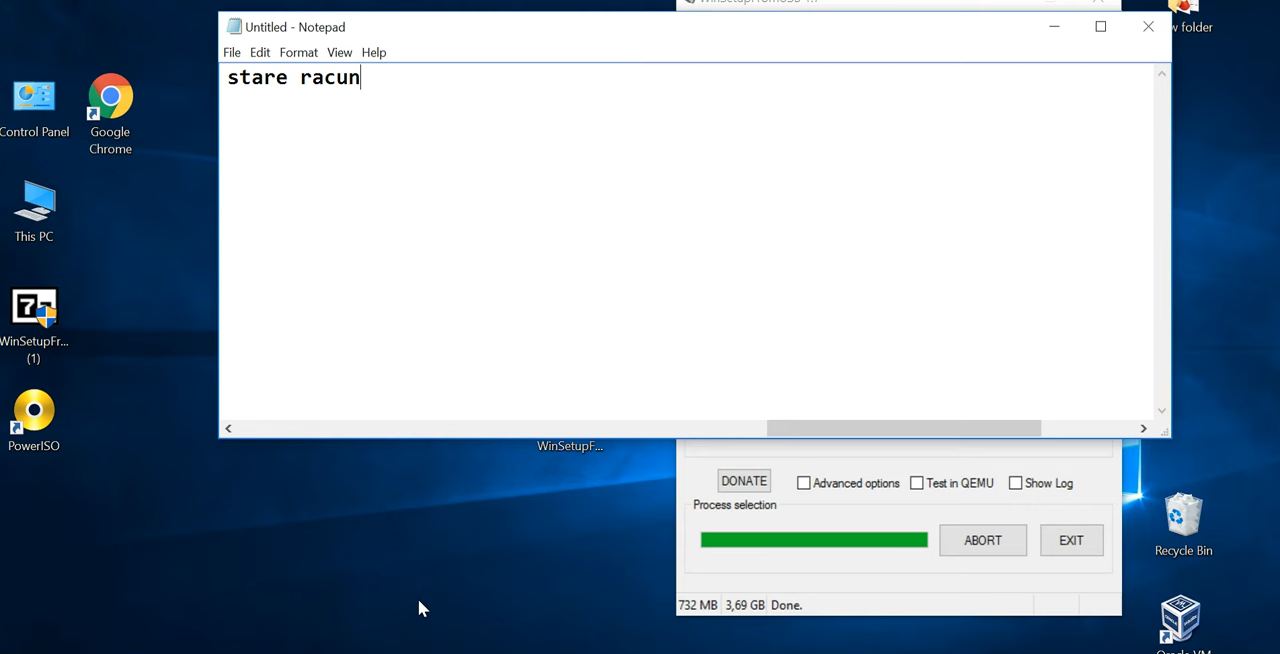 Untitled - Notepad
File Edit Format View Help
stare racun
Control Panel
Google
Chrome
This PC
WinSetupFr...
(1)
PowerISO
WinSetupF...
DONATE
Advanced options
Test in QEMU
Show Log
Process selection
ABORT
EXIT
732 MB 3,69 GB Done.
w folder
Recycle Bin